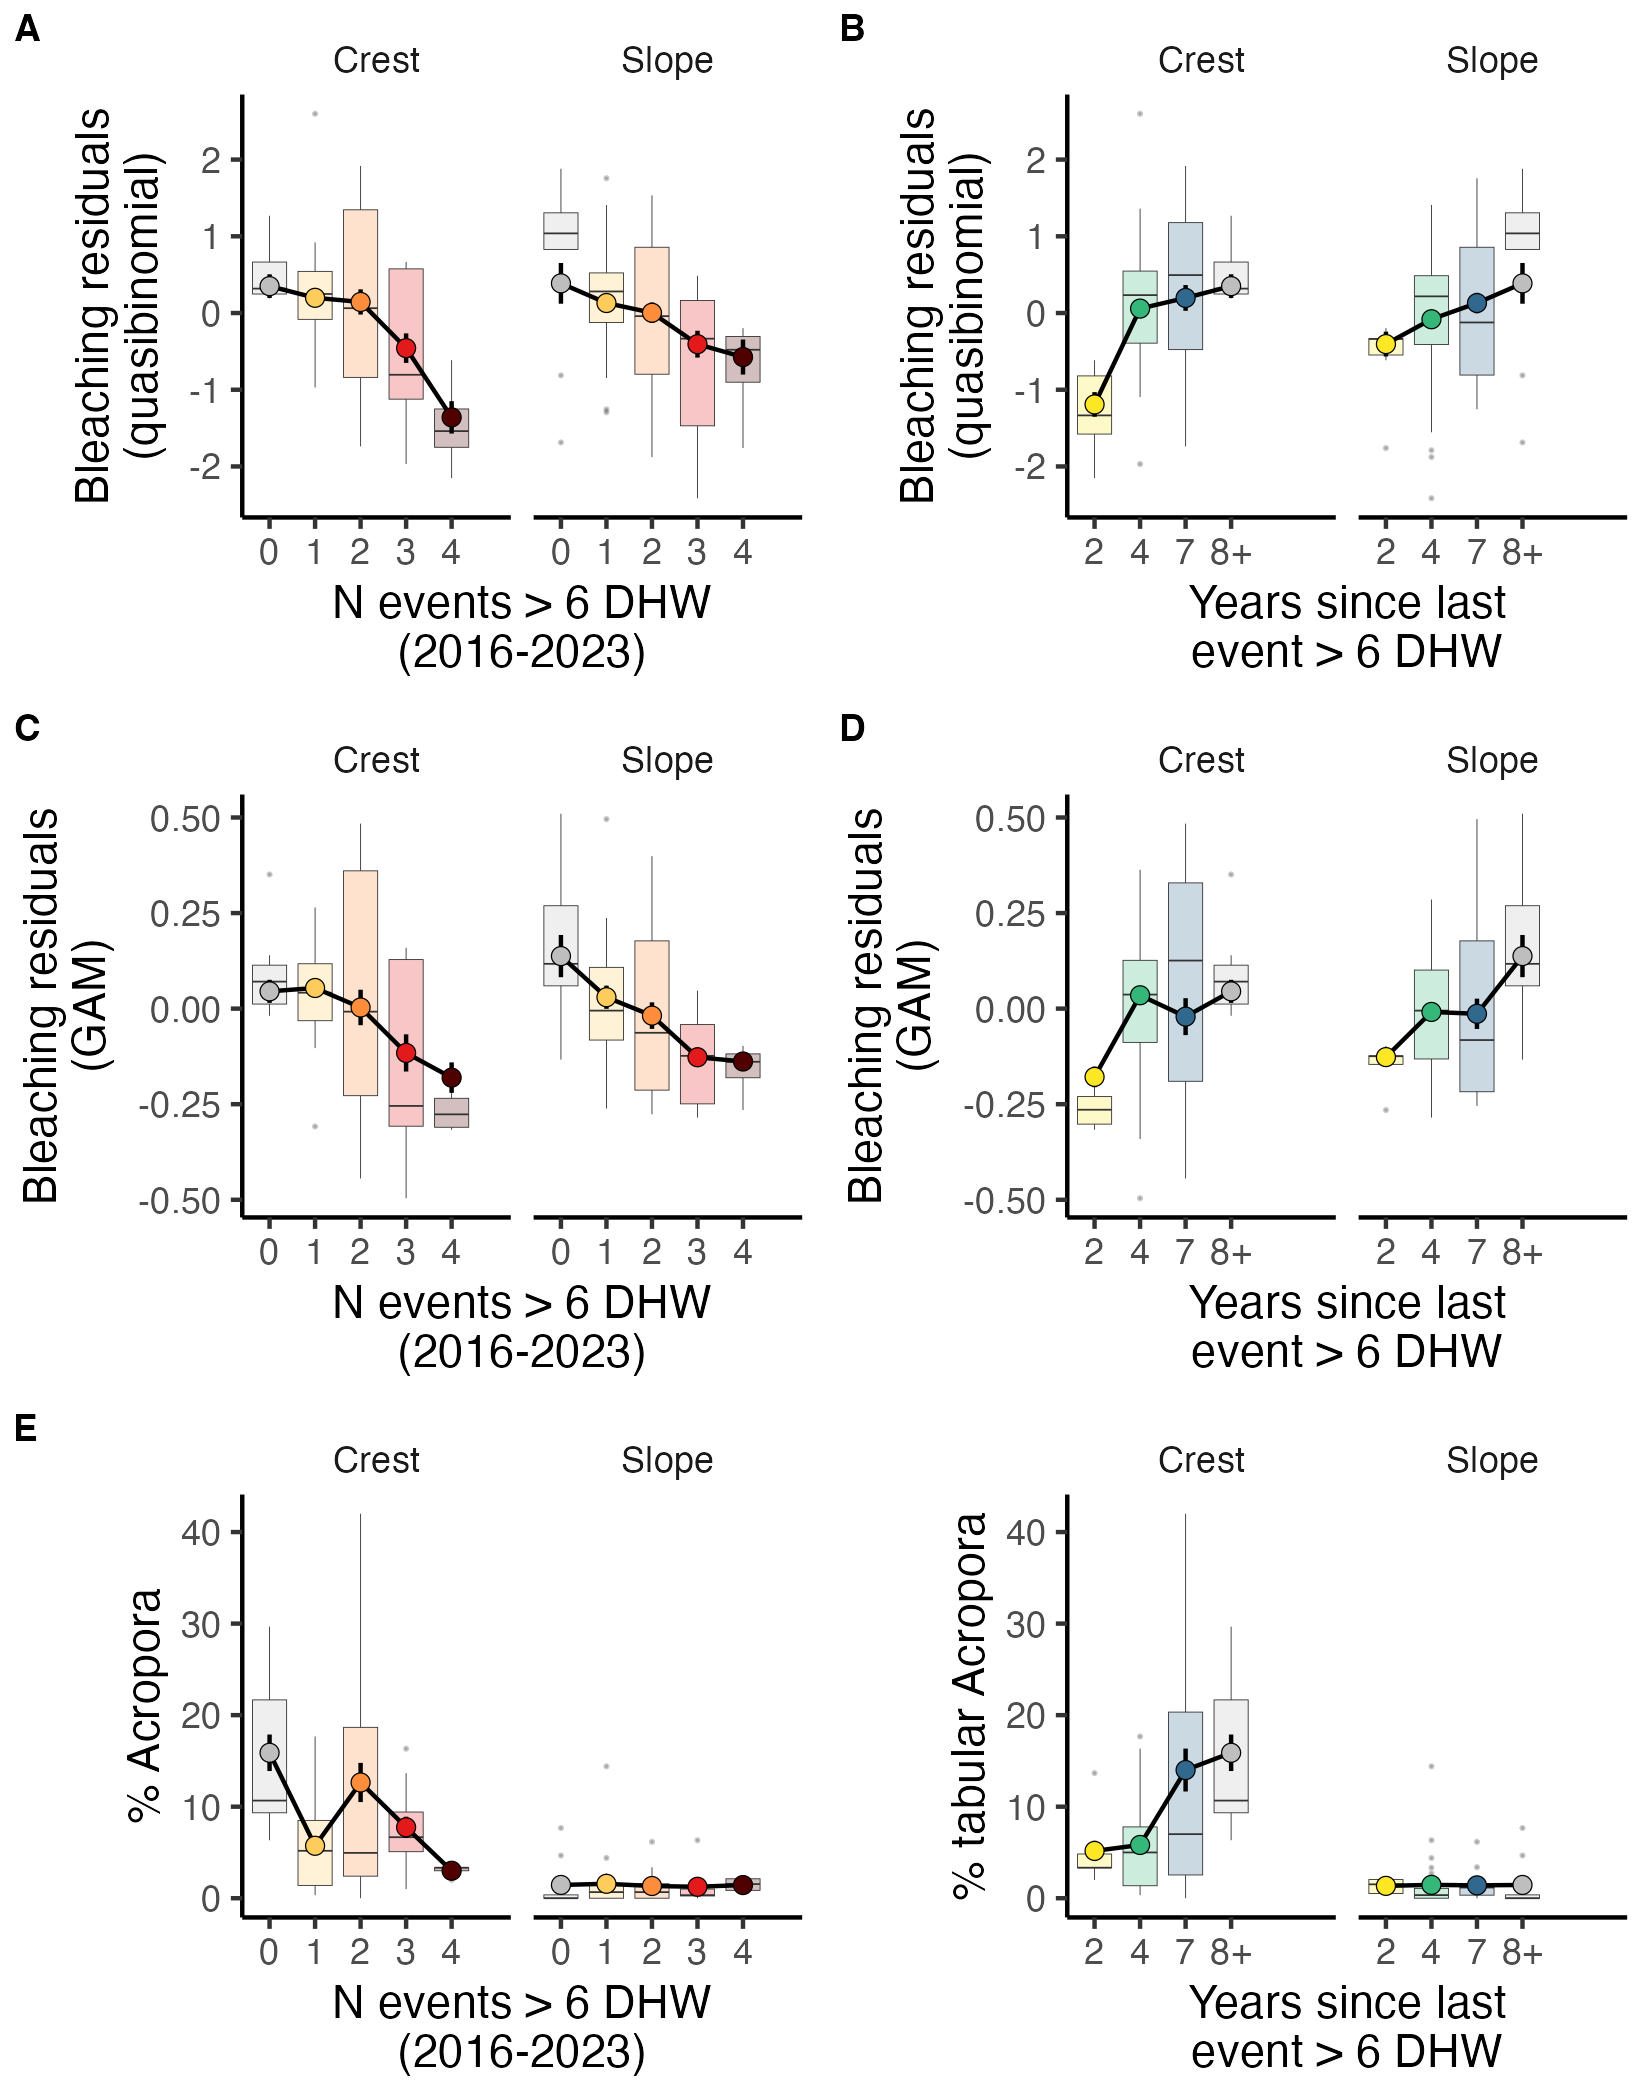 A
Crest Slope
Bleaching residuals
(quasibinomial)
2
1
0
-1
-2
0 1 2 3 4 0 1 2 3 4
N events > 6 DHW
(2016-2023)
B
Crest Slope
Bleaching residuals
(quasibinomial)
2
1
0
-1
-2
2 4 7 8+ 2 4 7 8+
Years since last
event > 6 DHW
C
Crest Slope
Bleaching residuals
(GAM)
0.50
0.25
0.00
-0.25
-0.50
0 1 2 3 4 0 1 2 3 4
N events > 6 DHW
(2016-2023)
D
Crest Slope
Bleaching residuals
(GAM)
0.50
0.25
0.00
-0.25
-0.50
2 4 7 8+ 2 4 7 8+
Years since last
event > 6 DHW
E
Crest Slope
% Acropora
40
30
20
10
0
0 1 2 3 4 0 1 2 3 4
N events > 6 DHW
(2016-2023)
Crest Slope
% tabular Acropora
40
30
20
10
0
2 4 7 8+ 2 4 7 8+
Years since last
event > 6 DHW